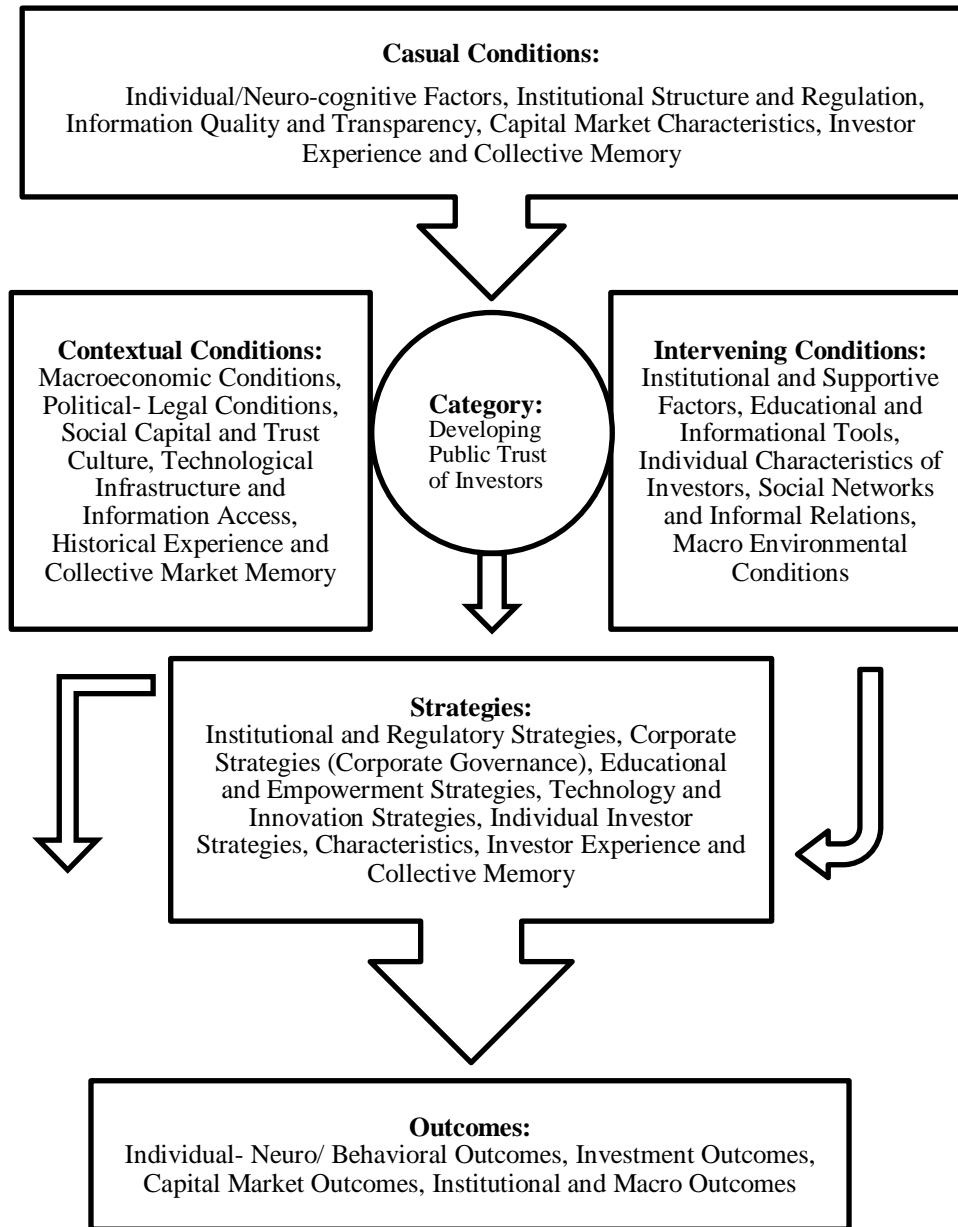 Casual Conditions:
Individual/Neuro-cognitive Factors, Institutional Structure and Regulation,
Information Quality and Transparency, Capital Market Characteristics, Investor
Experience and Collective Memory
Contextual Conditions:
Macroeconomic Conditions,
Political- Legal Conditions,
Social Capital and Trust
Culture, Technological
Infrastructure and
Information Access,
Historical Experience and
Collective Market Memory
Category:
Developing
Public Trust
of Investors
Intervening Conditions:
Institutional and Supportive
Factors, Educational and
Informational Tools,
Individual Characteristics of
Investors, Social Networks
and Informal Relations,
Macro Environmental
Conditions
Strategies:
Institutional and Regulatory Strategies, Corporate
Strategies (Corporate Governance), Educational
and Empowerment Strategies, Technology and
Innovation Strategies, Individual Investor
Strategies, Characteristics, Investor Experience and
Collective Memory
Outcomes:
Individual- Neuro/ Behavioral Outcomes, Investment Outcomes,
Capital Market Outcomes, Institutional and Macro Outcomes